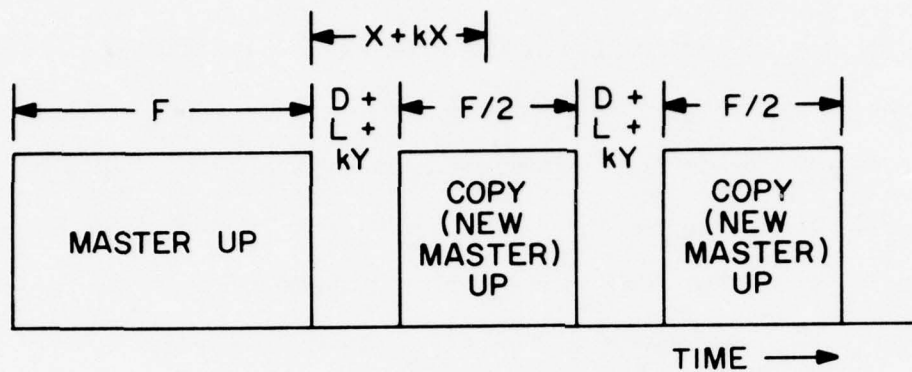 X + kX
F
D +
L +
kY
F/2
D +
L +
kY
F/2
MASTER UP
COPY
(NEW
MASTER)
UP
COPY
(NEW
MASTER)
UP
TIME